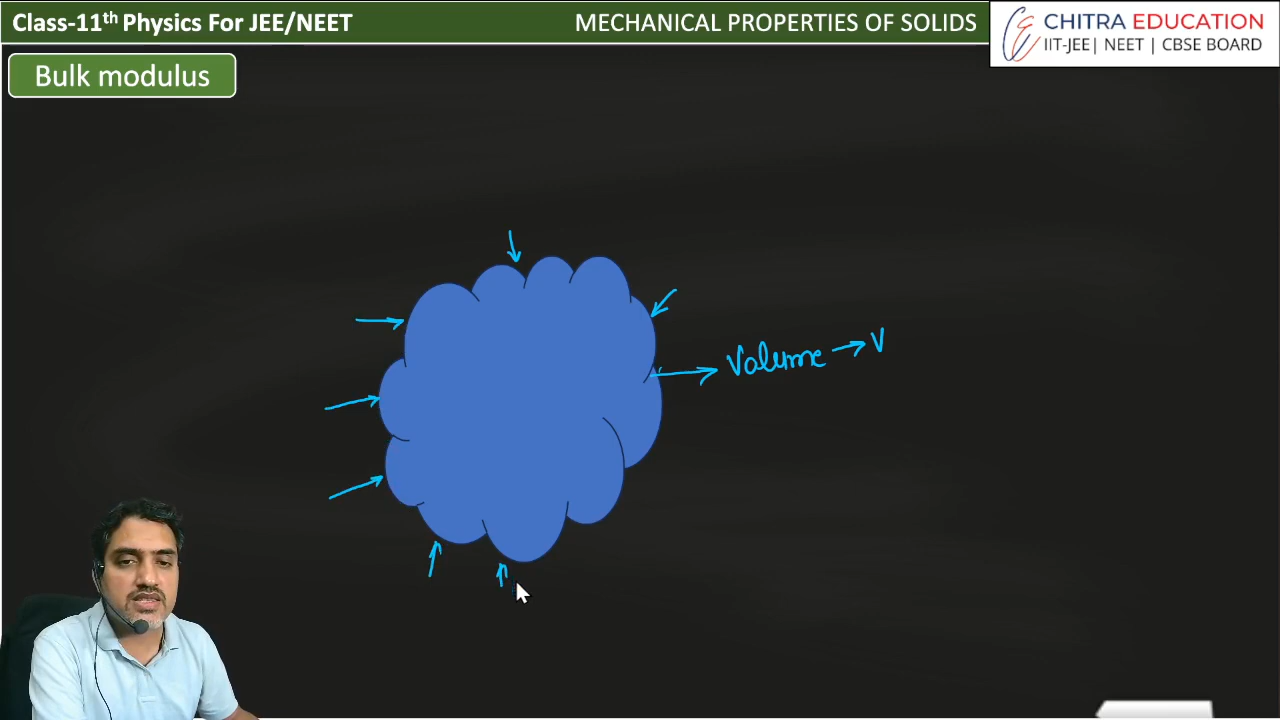 Class-11th Physics For JEE/NEET
MECHANICAL PROPERTIES OF SOLIDS
CHITRA EDUCATION
IIT-JEE| NEET | CBSE BOARD
Bulk modulus
Volume → V